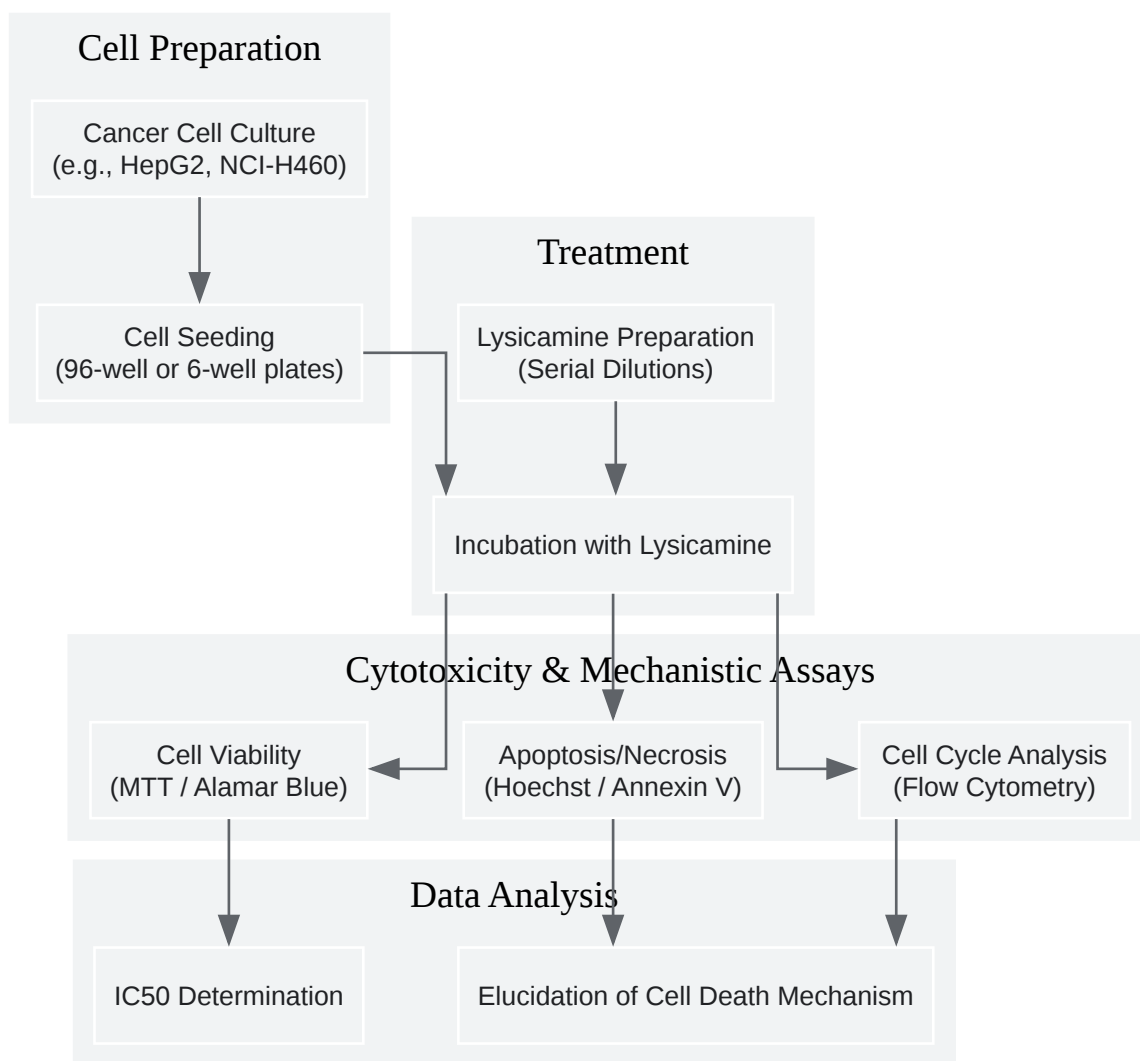 Cell Preparation
Cancer Cell Culture
(e.g., HepG2, NCI-H460)
Cell Seeding
(96-well or 6-well plates)
Treatment
Lysicamine Preparation
(Serial Dilutions)
Incubation with Lysicamine
Cytotoxicity & Mechanistic Assays
Cell Viability
(MTT / Alamar Blue)
Apoptosis/Necrosis
(Hoechst / Annexin V)
Cell Cycle Analysis
(Flow Cytometry)
Data Analysis
IC50 Determination
Elucidation of Cell Death Mechanism